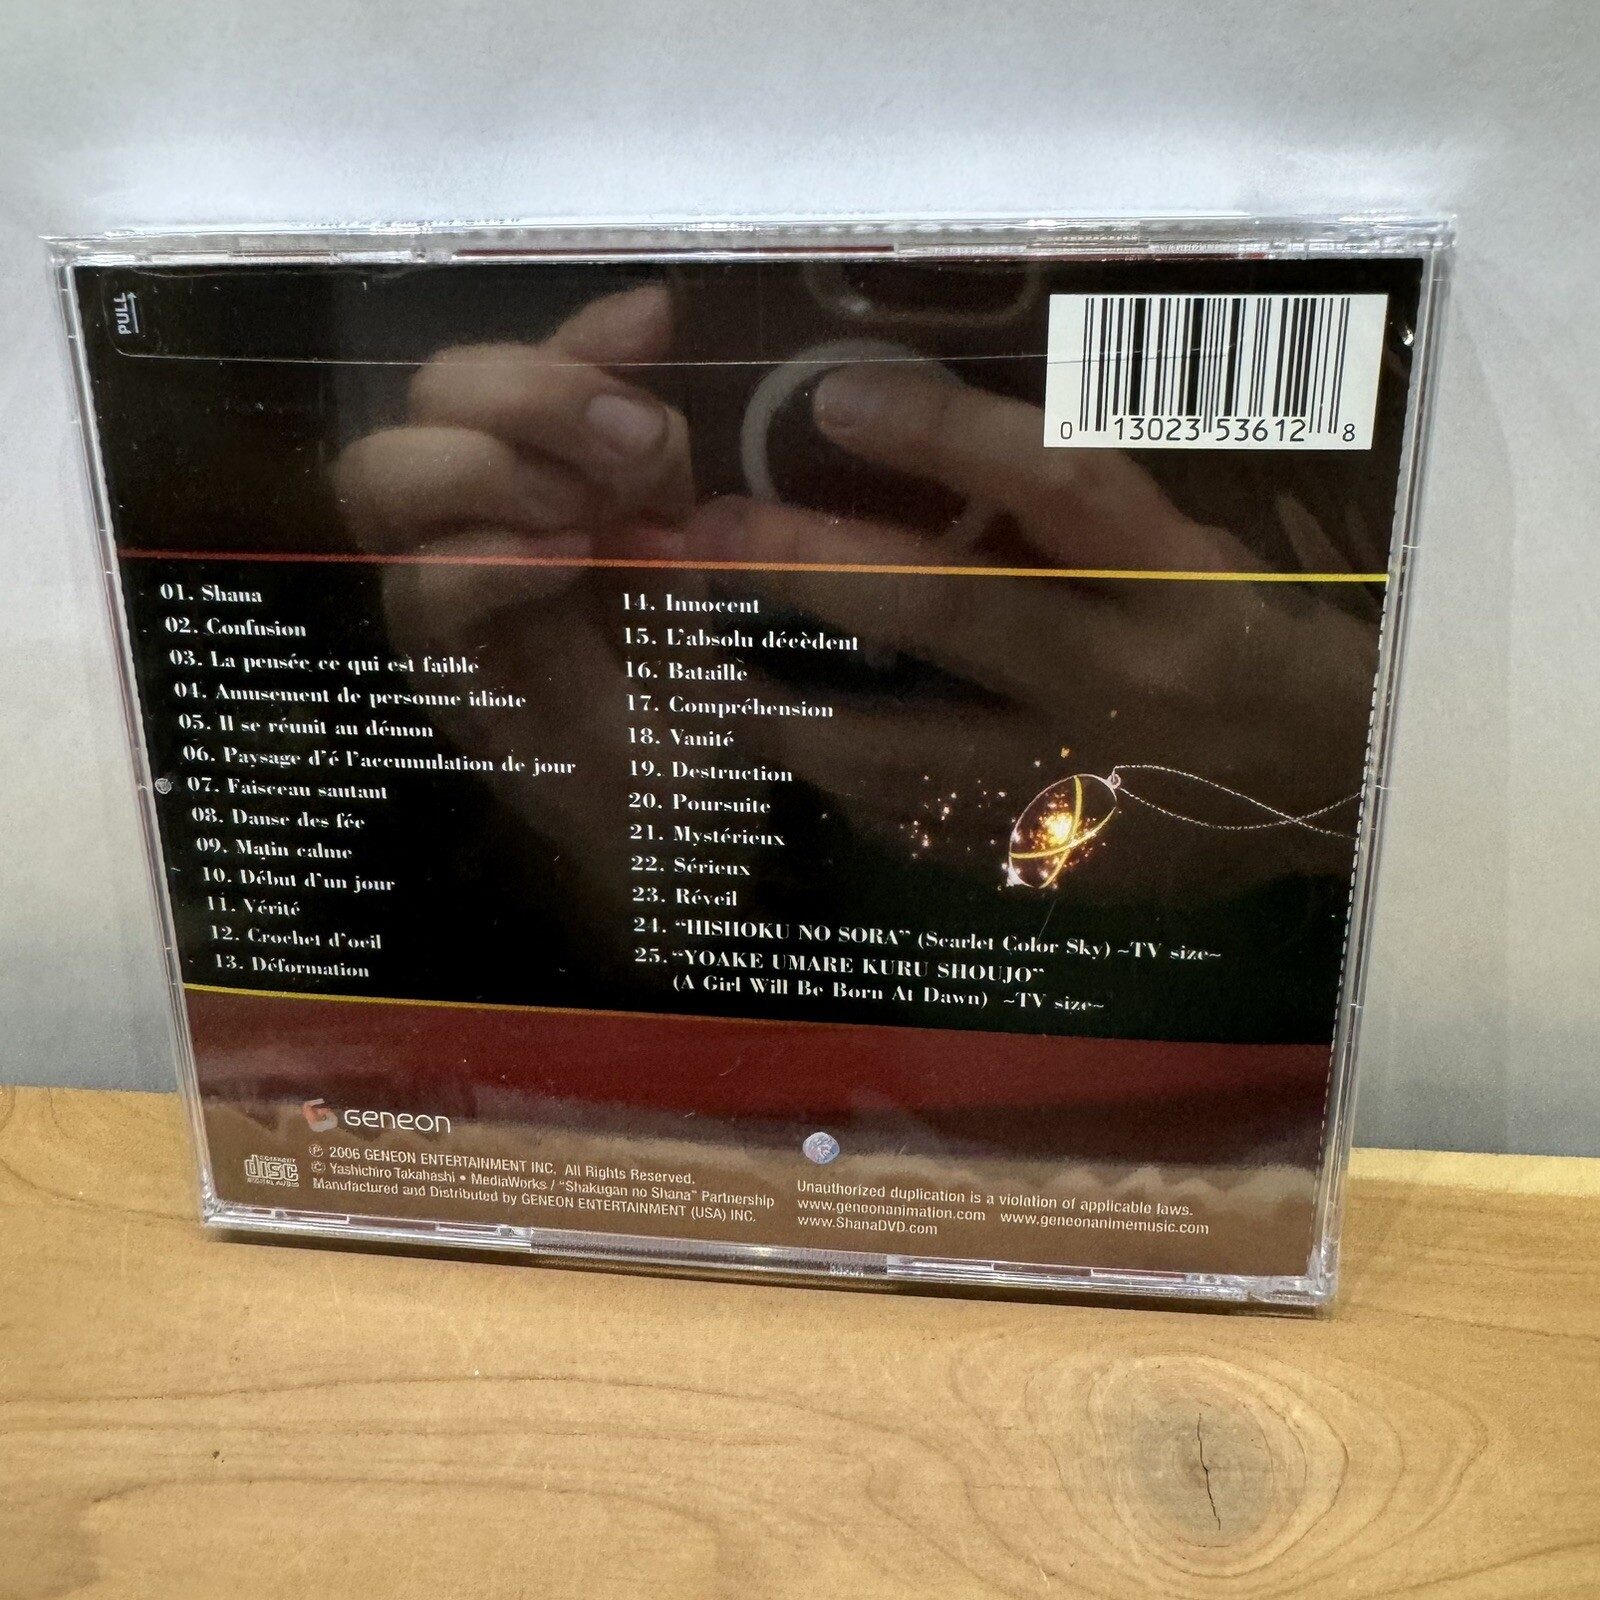 PULL
0 13023 53612 8
01. Shana
02. Confusion
03. La pensée ce qui est faible
04. Amusement de personne idiote
05. Il se réunit au démon
06. Paysage d'é l'accumulation de jour
07. Faisceau sautant
08. Danse des fée
09. Matin calme
10. Début d'un jour
11. Vérité
12. Crochet d'oeil
13. Déformation
14. Innocent
15. L'absolu décèdent
16. Bataille
17. Compréhension
18. Vanité
19. Destruction
20. Poursuite
21. Mystérieux
22. Sérieux
23. Réveil
24. "HISHOKU NO SORA" (Scarlet Color Sky) ~TV size~
25. "YOAKE UMARE KURU SHOUJO"
(A Girl Will Be Born At Dawn) ~TV size~
GENEON
COMPACT
disc
DIGITAL AUDIO
℗ 2006 GENEON ENTERTAINMENT INC. All Rights Reserved.
© Yashichiro Takahashi • MediaWorks / "Shakugan no Shana" Partnership
Manufactured and Distributed by GENEON ENTERTAINMENT (USA) INC.
Unauthorized duplication is a violation of applicable laws.
www.geneonanimation.com www.geneonanimemusic.com
www.ShanaDVD.com